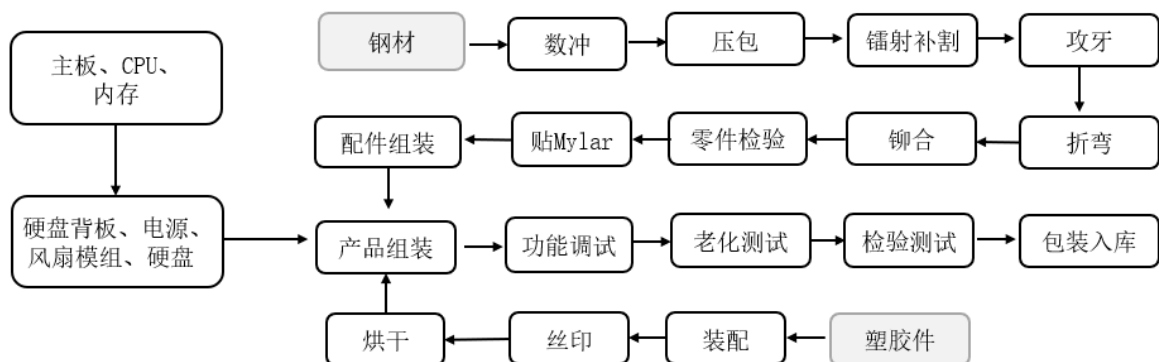 钢材
数冲
压包
镭射补割
攻牙
主板、CPU、
内存
配件组装
贴Mylar
零件检验
铆合
折弯
硬盘背板、电源、
风扇模组、硬盘
产品组装
功能调试
老化测试
检验测试
包装入库
烘干
丝印
装配
塑胶件